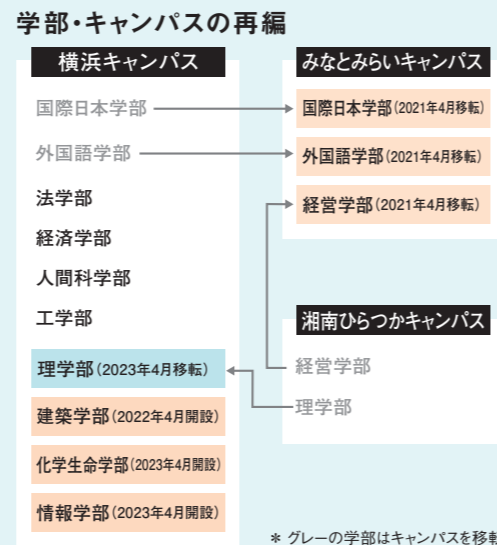 学部・キャンパスの再編
横浜キャンパス
国際日本学部
外国語学部
法学部
経済学部
人間科学部
工学部
理学部(2023年4月移転)
建築学部(2022年4月開設)
化学生命学部(2023年4月開設)
情報学部(2023年4月開設)
みなとみらいキャンパス
国際日本学部(2021年4月移転)
外国語学部(2021年4月移転)
経営学部(2021年4月移転)
湘南ひらつかキャンパス
経営学部
理学部
* グレーの学部はキャンパスを移転